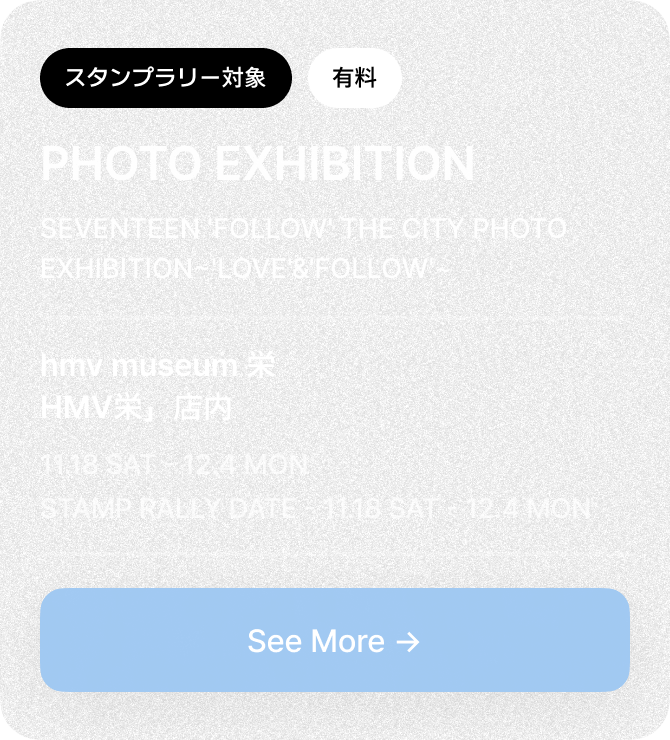 スタンプラリー対象
有料
PHOTO EXHIBITION
SEVENTEEN 'FOLLOW' THE CITY PHOTO
EXHIBITION~'LOVE'&'FOLLOW'~
hmv museum 栄
HMV栄」店内
11.18 SAT - 12.4 MON
STAMP RALLY DATE - 11.18 SAT - 12.4 MON
See More →